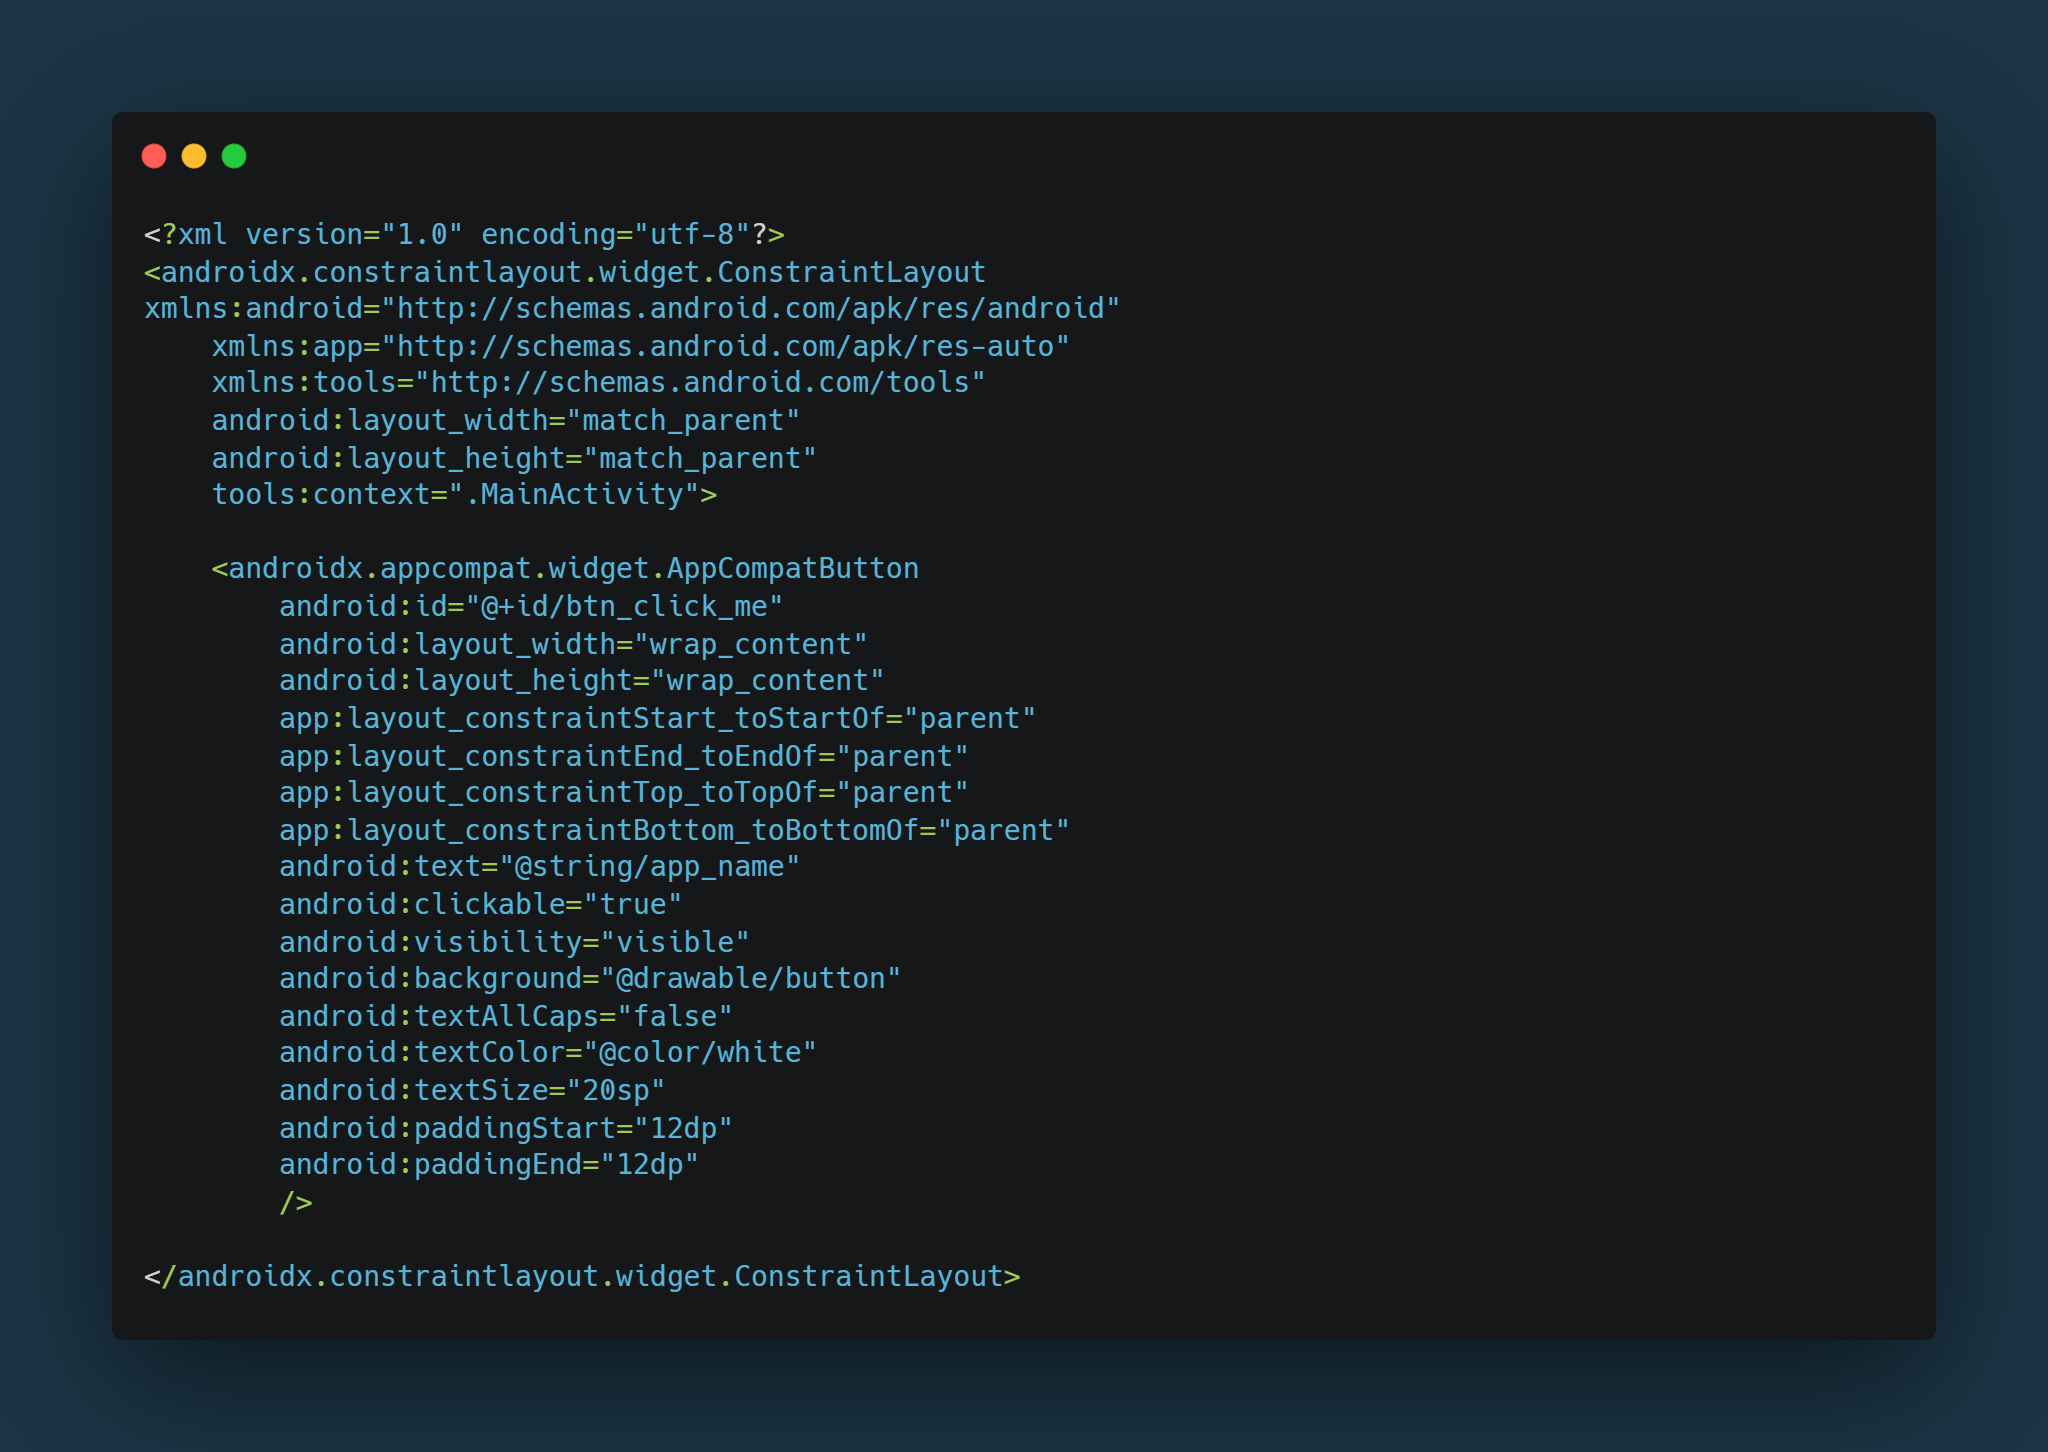 <?xml version="1.0" encoding="utf-8"?>
<androidx.constraintlayout.widget.ConstraintLayout
xmlns:android="http://schemas.android.com/apk/res/android"
    xmlns:app="http://schemas.android.com/apk/res-auto"
    xmlns:tools="http://schemas.android.com/tools"
    android:layout_width="match_parent"
    android:layout_height="match_parent"
    tools:context=".MainActivity">

    <androidx.appcompat.widget.AppCompatButton
        android:id="@+id/btn_click_me"
        android:layout_width="wrap_content"
        android:layout_height="wrap_content"
        app:layout_constraintStart_toStartOf="parent"
        app:layout_constraintEnd_toEndOf="parent"
        app:layout_constraintTop_toTopOf="parent"
        app:layout_constraintBottom_toBottomOf="parent"
        android:text="@string/app_name"
        android:clickable="true"
        android:visibility="visible"
        android:background="@drawable/button"
        android:textAllCaps="false"
        android:textColor="@color/white"
        android:textSize="20sp"
        android:paddingStart="12dp"
        android:paddingEnd="12dp"
        />

</androidx.constraintlayout.widget.ConstraintLayout>